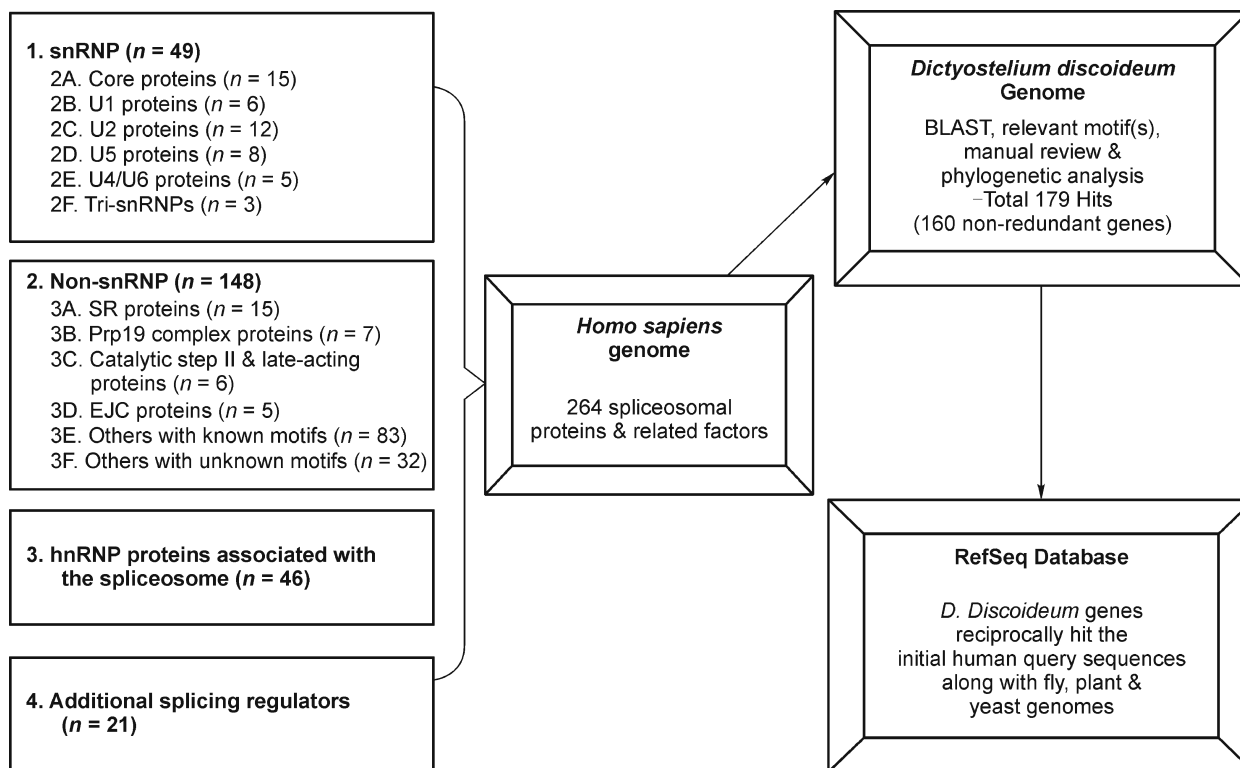 1. snRNP (n = 49)
2A. Core proteins (n = 15)
2B. U1 proteins (n = 6)
2C. U2 proteins (n = 12)
2D. U5 proteins (n = 8)
2E. U4/U6 proteins (n = 5)
2F. Tri-snRNPs (n = 3)
2. Non-snRNP (n = 148)
3A. SR proteins (n = 15)
3B. Prp19 complex proteins (n = 7)
3C. Catalytic step II & late-acting
proteins (n = 6)
3D. EJC proteins (n = 5)
3E. Others with known motifs (n = 83)
3F. Others with unknown motifs (n = 32)
3. hnRNP proteins associated with
the spliceosome (n = 46)
4. Additional splicing regulators
(n = 21)
Homo sapiens
genome
264 spliceosomal
proteins & related factors
Dictyostelium discoideum
Genome
BLAST, relevant motif(s),
manual review &
phylogenetic analysis
–Total 179 Hits
(160 non-redundant genes)
RefSeq Database
D. Discoideum genes
reciprocally hit the
initial human query sequences
along with fly, plant &
yeast genomes